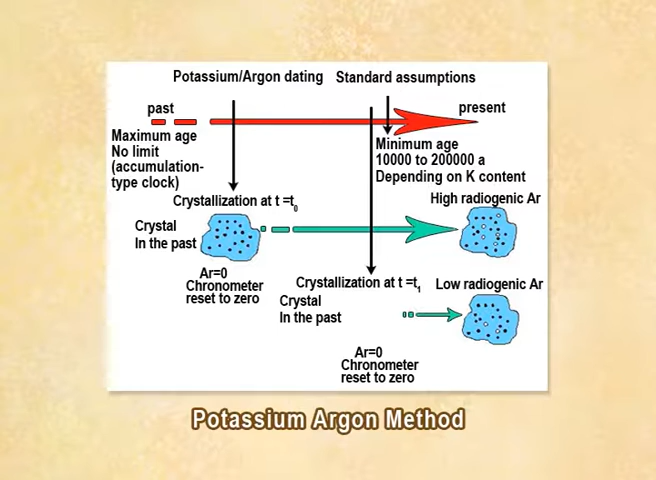 Potassium/Argon dating
Standard assumptions
past
present
Maximum age
No limit
(accumulation-
type clock)
Minimum age
10000 to 200000 a
Depending on K content
Crystallization at t =t₀
High radiogenic Ar
Crystal
In the past
Ar=0
Chronometer
reset to zero
Crystallization at t =t₁
Low radiogenic Ar
Crystal
In the past
Ar=0
Chronometer
reset to zero
Potassium Argon Method